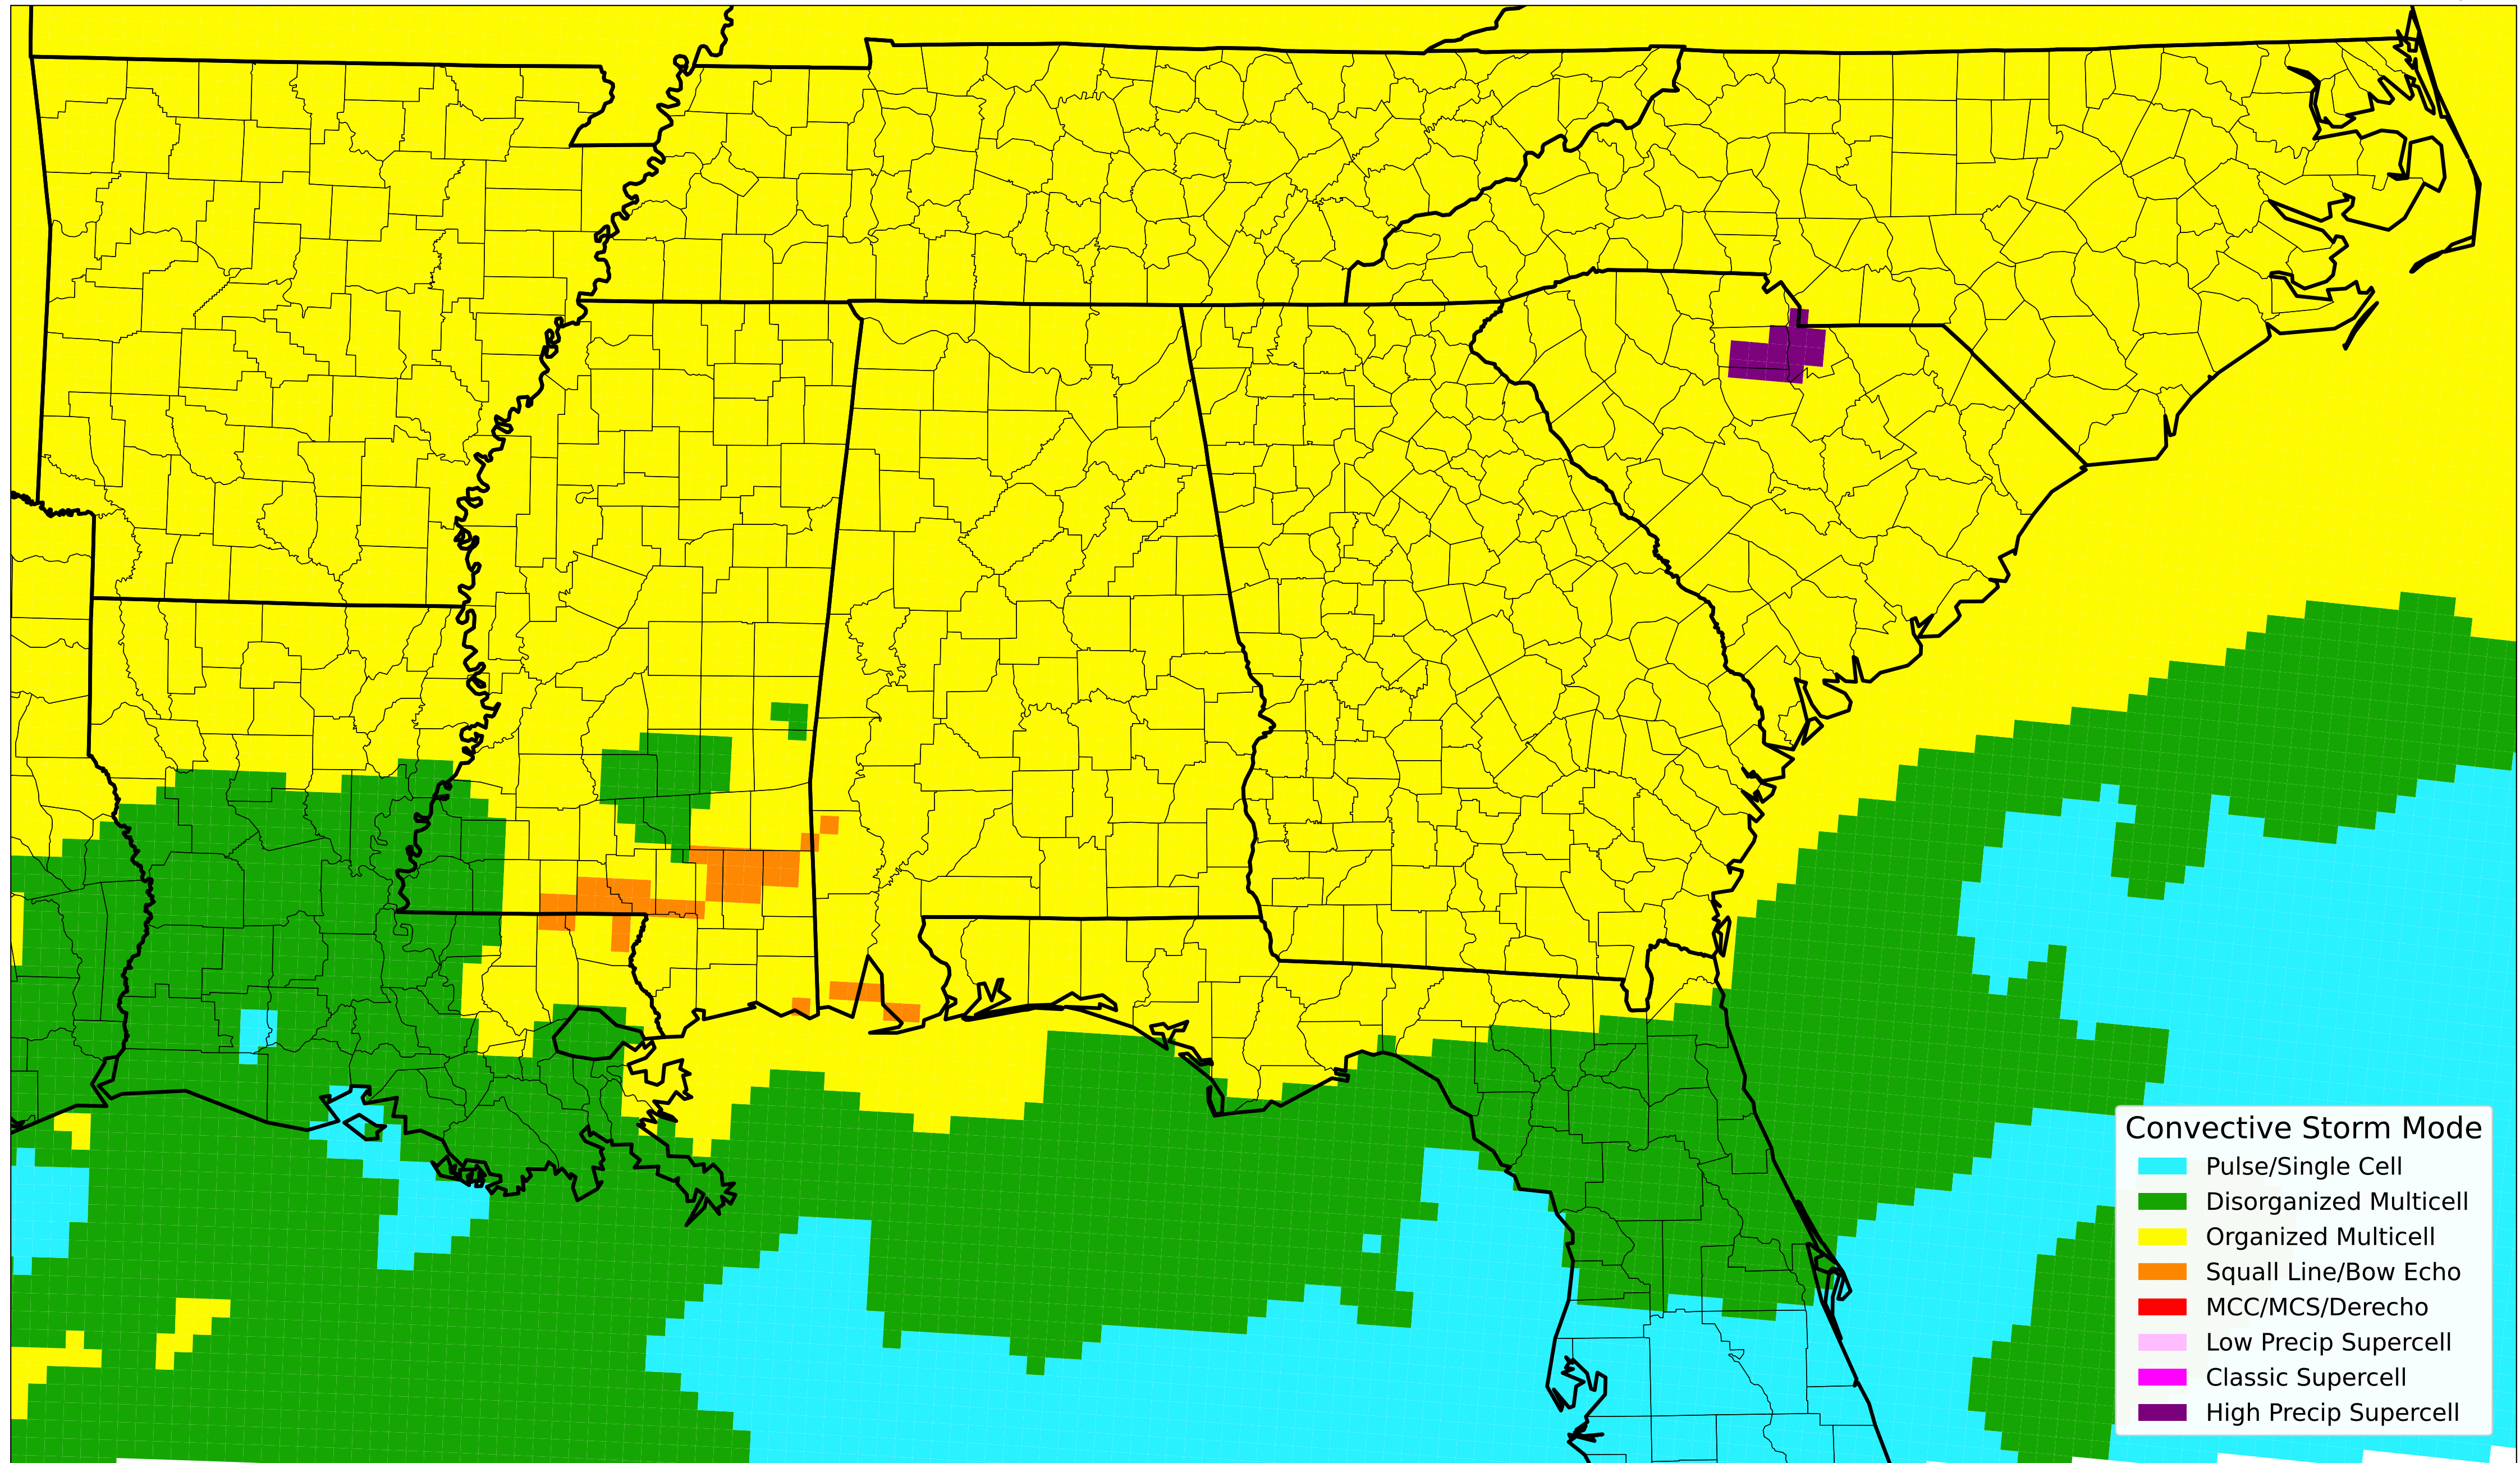 Convective Storm Mode
Pulse/Single Cell
Disorganized Multicell
Organized Multicell
Squall Line/Bow Echo
MCC/MCS/Derecho
Low Precip Supercell
Classic Supercell
High Precip Supercell